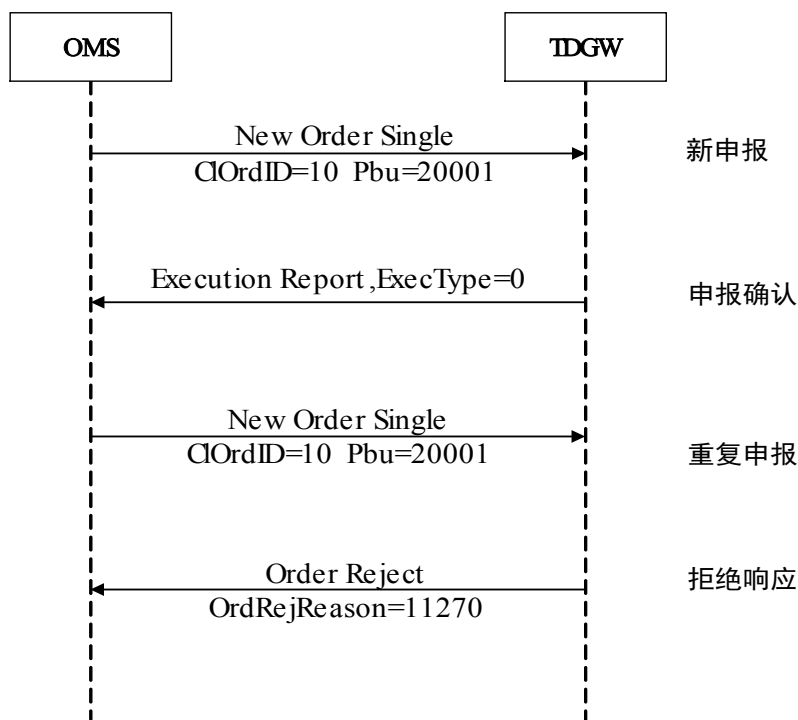 OMS
TDGW
New Order Single
ClOrdID=10 Pbu=20001
新申报
Execution Report ,ExecType=0
申报确认
New Order Single
ClOrdID=10 Pbu=20001
重复申报
Order Reject
OrdRejReason=11270
拒绝响应